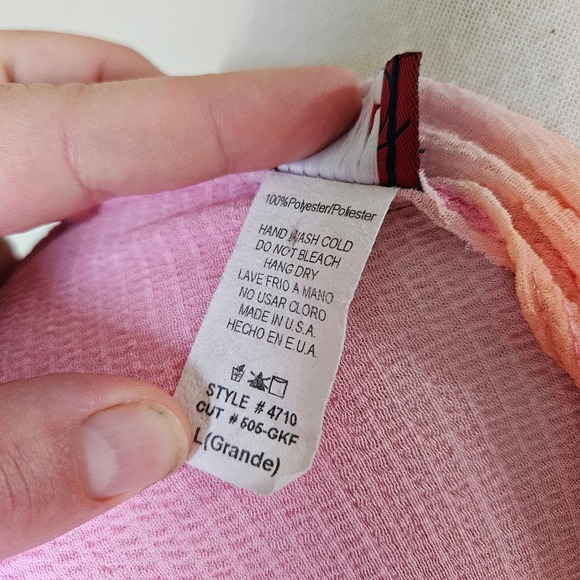 100%Polyester/Poliester
HAND WASH COLD
DO NOT BLEACH
HANG DRY
LAVE FRIO A MANO
NO USAR CLORO
MADE IN U.S.A.
HECHO EN E.U.A.
STYLE # 4710
CUT # 505-GKF
L(Grande)